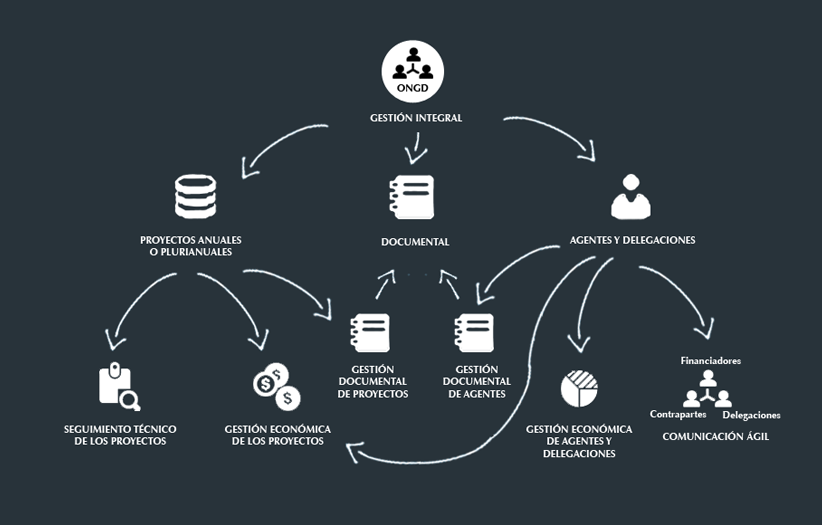 ONGD
GESTIÓN INTEGRAL
PROYECTOS ANUALES
O PLURIANUALES
DOCUMENTAL
AGENTES Y DELEGACIONES
GESTIÓN
DOCUMENTAL
DE PROYECTOS
GESTIÓN
DOCUMENTAL
DE AGENTES
SEGUIMIENTO TÉCNICO
DE LOS PROYECTOS
GESTIÓN ECONÓMICA
DE LOS PROYECTOS
GESTIÓN ECONÓMICA
DE AGENTES Y
DELEGACIONES
Financiadores
Contrapartes
Delegaciones
COMUNICACIÓN ÁGIL